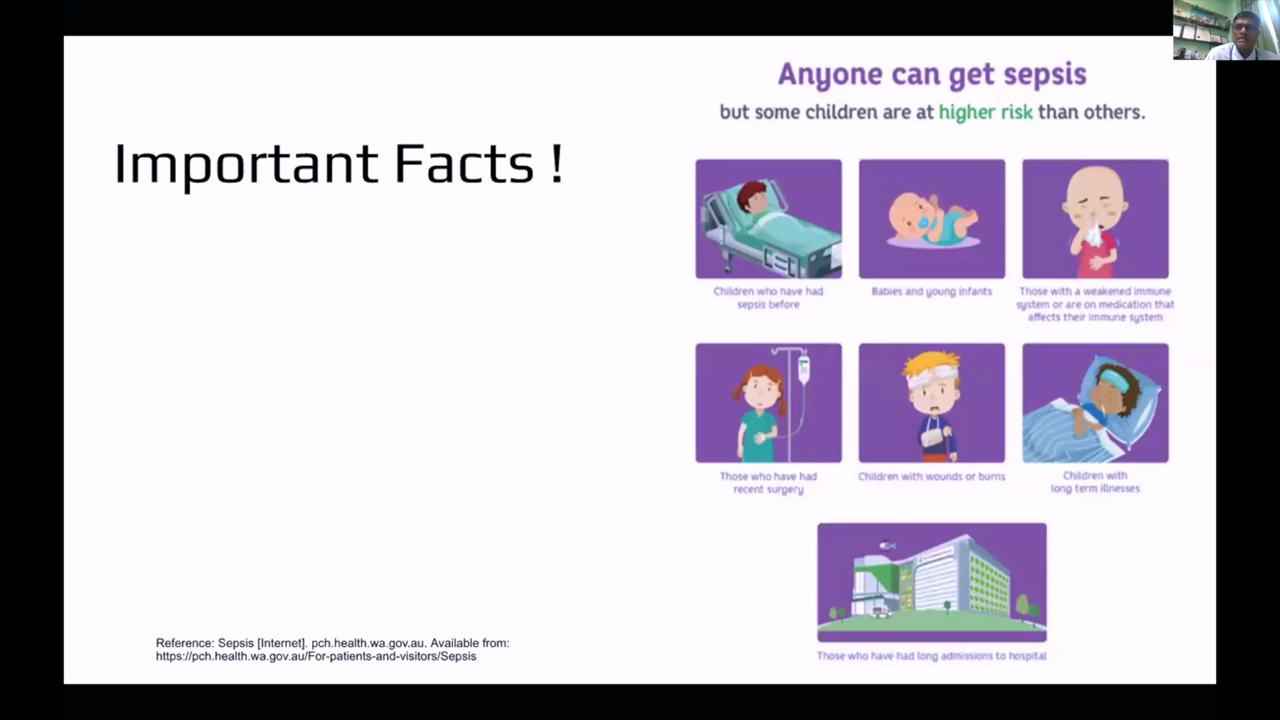 Important Facts !
Anyone can get sepsis
but some children are at higher risk than others.
Children who have had
sepsis before
Babies and young infants
Those with a weakened immune
system or are on medication that
affects their immune system
Those who have had
recent surgery
Children with wounds or burns
Children with
long term illnesses
Those who have had long admissions to hospital
Reference: Sepsis [Internet]. pch.health.wa.gov.au. Available from:
https://pch.health.wa.gov.au/For-patients-and-visitors/Sepsis